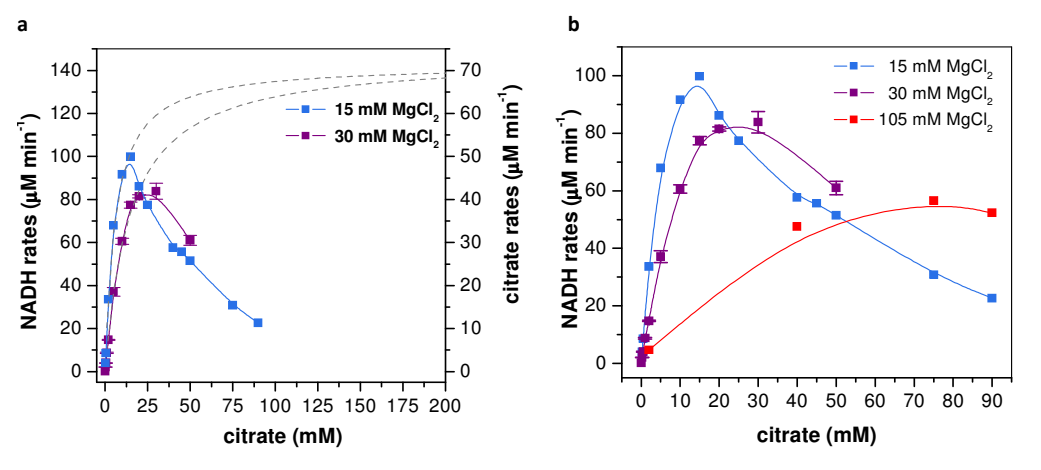 a
NADH rates (µM min⁻¹)
0
20
40
60
80
100
120
140
15 mM MgCl₂
30 mM MgCl₂
citrate rates (µM min⁻¹)
0
10
20
30
40
50
60
70
0 25 50 75 100 125 150 175 200
citrate (mM)
b
NADH rates (µM min⁻¹)
0
20
40
60
80
100
15 mM MgCl₂
30 mM MgCl₂
105 mM MgCl₂
0 10 20 30 40 50 60 70 80 90
citrate (mM)